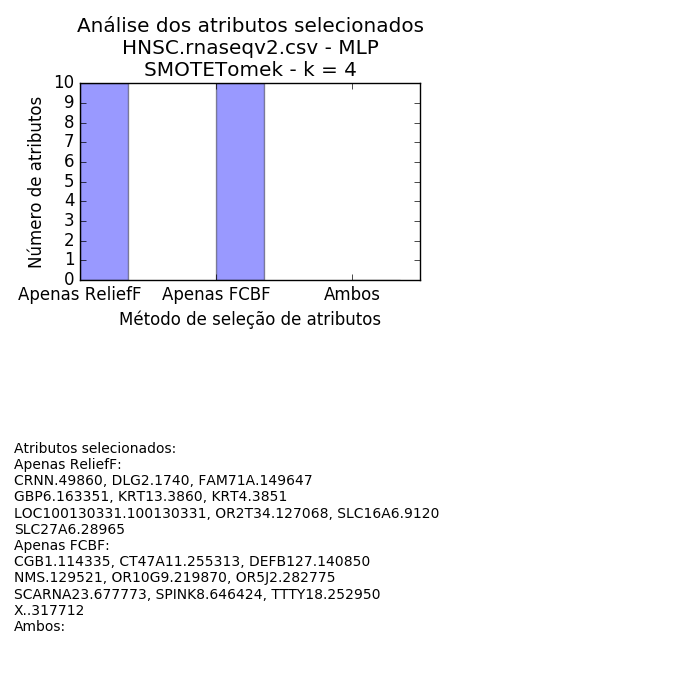 Análise dos atributos selecionados
HNSC.rnaseqv2.csv - MLP
SMOTETomek - k = 4
10
9
8
7
6
5
4
3
2
1
0
Número de atributos
Apenas ReliefF
Apenas FCBF
Ambos
Método de seleção de atributos
Atributos selecionados:
Apenas ReliefF:
CRNN.49860, DLG2.1740, FAM71A.149647
GBP6.163351, KRT13.3860, KRT4.3851
LOC100130331.100130331, OR2T34.127068, SLC16A6.9120
SLC27A6.28965
Apenas FCBF:
CGB1.114335, CT47A11.255313, DEFB127.140850
NMS.129521, OR10G9.219870, OR5J2.282775
SCARNA23.677773, SPINK8.646424, TTTY18.252950
X..317712
Ambos: